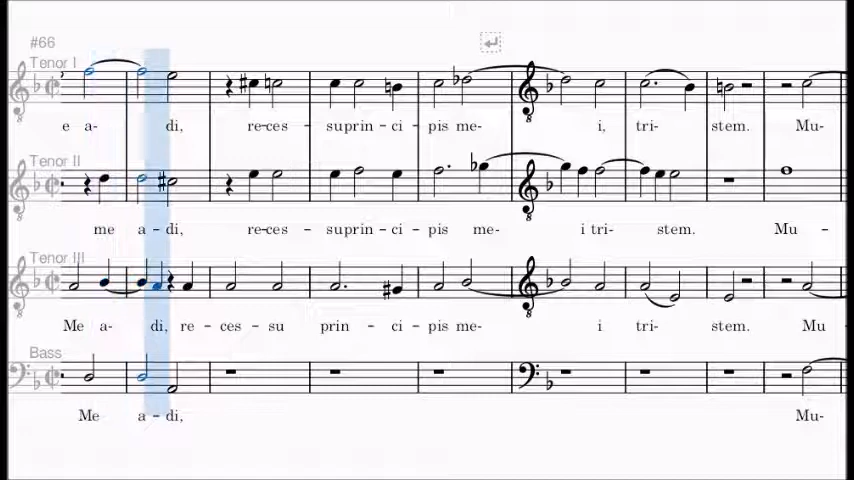 #66
Tenor I
e a- di, re-ces - suprin - ci - pis me- i, tri- stem. Mu-
Tenor II
me a - di, re-ces - suprin - ci - pis me- i tri- stem. Mu -
Tenor III
Me a- di, re - ces - su prin - ci - pis me- i tri- stem. Mu -
Bass
Me a - di, Mu-